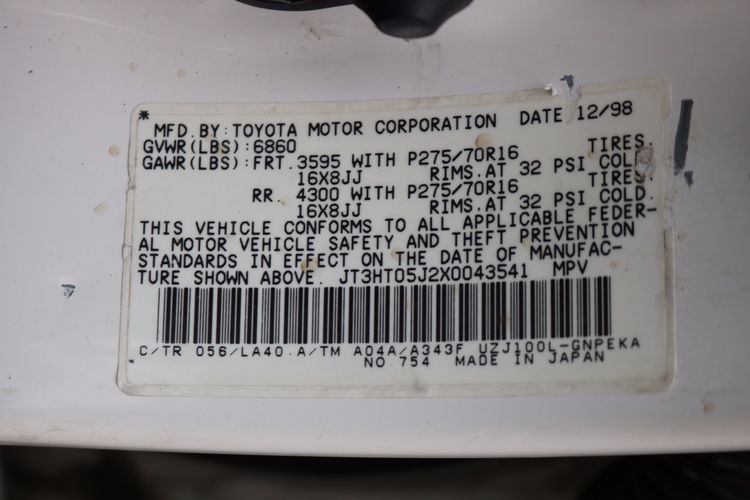 *
MFD. BY: TOYOTA MOTOR CORPORATION DATE 12/98
GVWR(LBS):6860
GAWR(LBS): FRT. 3595 WITH P275/70R16 TIRES.
16X8JJ RIMS. AT 32 PSI COLD.
RR. 4300 WITH P275/70R16 TIRES.
16X8JJ RIMS. AT 32 PSI COLD.
THIS VEHICLE CONFORMS TO ALL APPLICABLE FEDER-
AL MOTOR VEHICLE SAFETY AND THEFT PREVENTION
STANDARDS IN EFFECT ON THE DATE OF MANUFAC-
TURE SHOWN ABOVE. JT3HT05J2X0043541 MPV
C/TR 056/LA40. A/TM A04A/A343F UZJ100L-GNPEKA
NO 754 MADE IN JAPAN